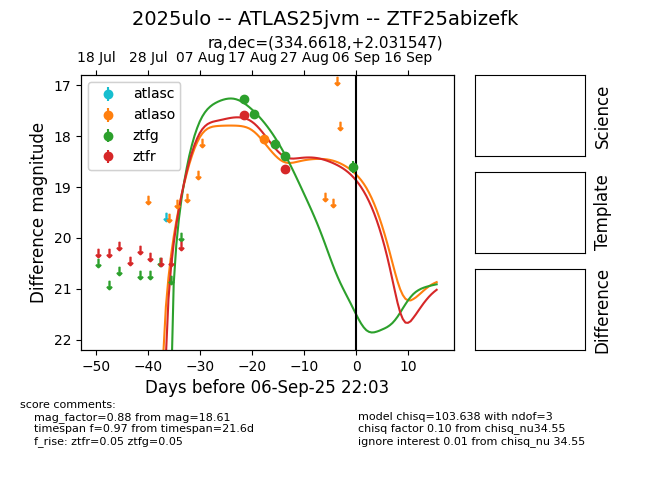 2025ulo -- ATLAS25jvm -- ZTF25abizefk
ra,dec=(334.6618,+2.031547)
18 Jul 28 Jul 07 Aug 17 Aug 27 Aug 06 Sep 16 Sep
17
18
19
20
21
22
Difference magnitude
atlasc
atlaso
ztfg
ztfr
−50 −40 −30 −20 −10 0 10
Days before 06-Sep-25 22:03
Science
Template
Difference
score comments:
mag_factor=0.88 from mag=18.61
timespan f=0.97 from timespan=21.6d
f_rise: ztfr=0.05 ztfg=0.05
model chisq=103.638 with ndof=3
chisq factor 0.10 from chisq_nu34.55
ignore interest 0.01 from chisq_nu 34.55